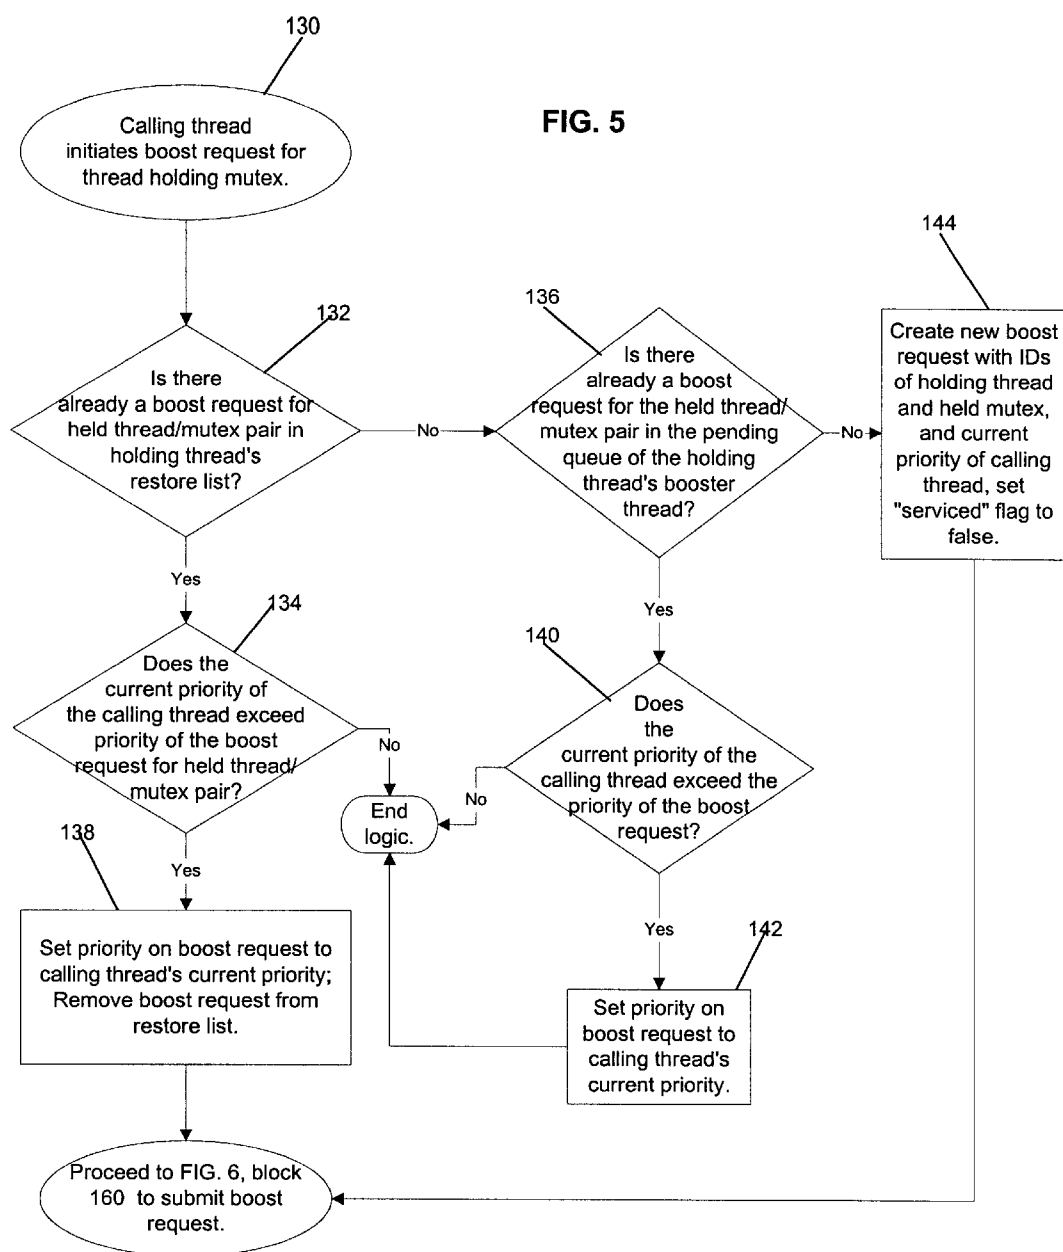 130
FIG. 5
Calling thread
initiates boost request for
thread holding mutex.
144
136
132
Create new boost
request with IDs
of holding thread
and held mutex,
and current
priority of calling
thread, set
"serviced" flag to
false.
Is there
already a boost
request for the held thread/
mutex pair in the pending
queue of the holding
thread's booster
thread?
Is there
already a boost request for
held thread/mutex pair in
holding thread's
restore list?
No
No
Yes
Yes
134
140
Does the
current priority of
the calling thread exceed
priority of the boost
request for held thread/
mutex pair?
Does
the
current priority of the
calling thread exceed the
priority of the boost
request?
No
No
End
logic.
138
Yes
Yes
142
Set priority on boost request to
calling thread's current priority;
Remove boost request from
restore list.
Set priority on
boost request to
calling thread's
current priority.
Proceed to FIG. 6, block
160 to submit boost
request.